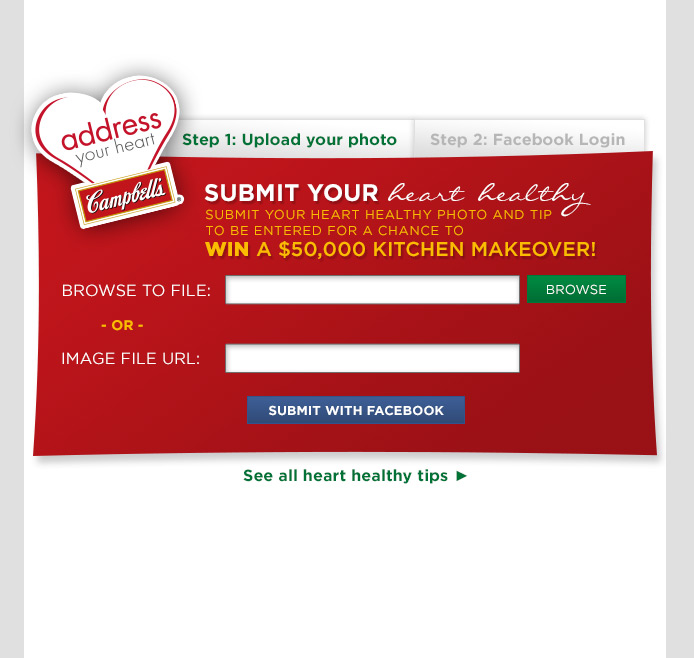 address
your heart
Campbell's®
Step 1: Upload your photo
Step 2: Facebook Login
SUBMIT YOUR heart healthy
SUBMIT YOUR HEART HEALTHY PHOTO AND TIP
TO BE ENTERED FOR A CHANCE TO
WIN A $50,000 KITCHEN MAKEOVER!
BROWSE TO FILE:
BROWSE
- OR -
IMAGE FILE URL:
SUBMIT WITH FACEBOOK
See all heart healthy tips ►